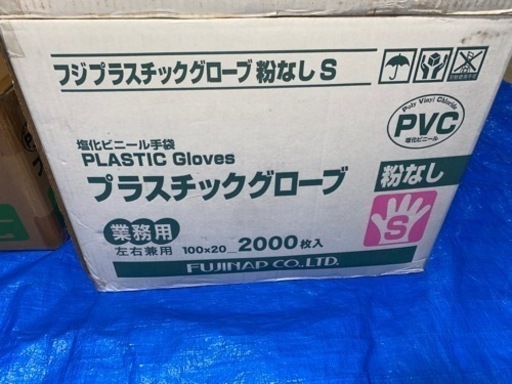 フジプラスチックグローブ 粉なし S
Poly Vinyl Chloride
PVC
塩化ビニール
塩化ビニール手袋
PLASTIC Gloves
プラスチックグローブ
粉なし
S
業務用
左右兼用
100×20 2000枚入
FUJINAP CO.,LTD.